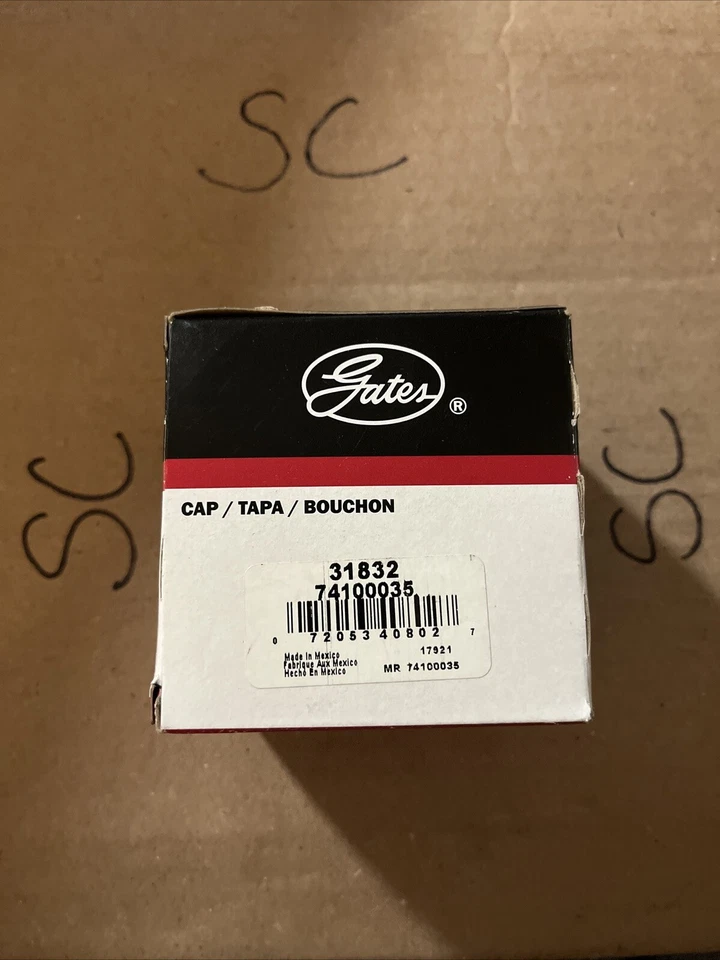 SC
Gates ®
SC
SC
CAP / TAPA / BOUCHON
31832
74100035
0 72053 40802 7
Made In Mexico
Fabrique Aux Mexico
Hecho En Mexico
17921
MR 74100035